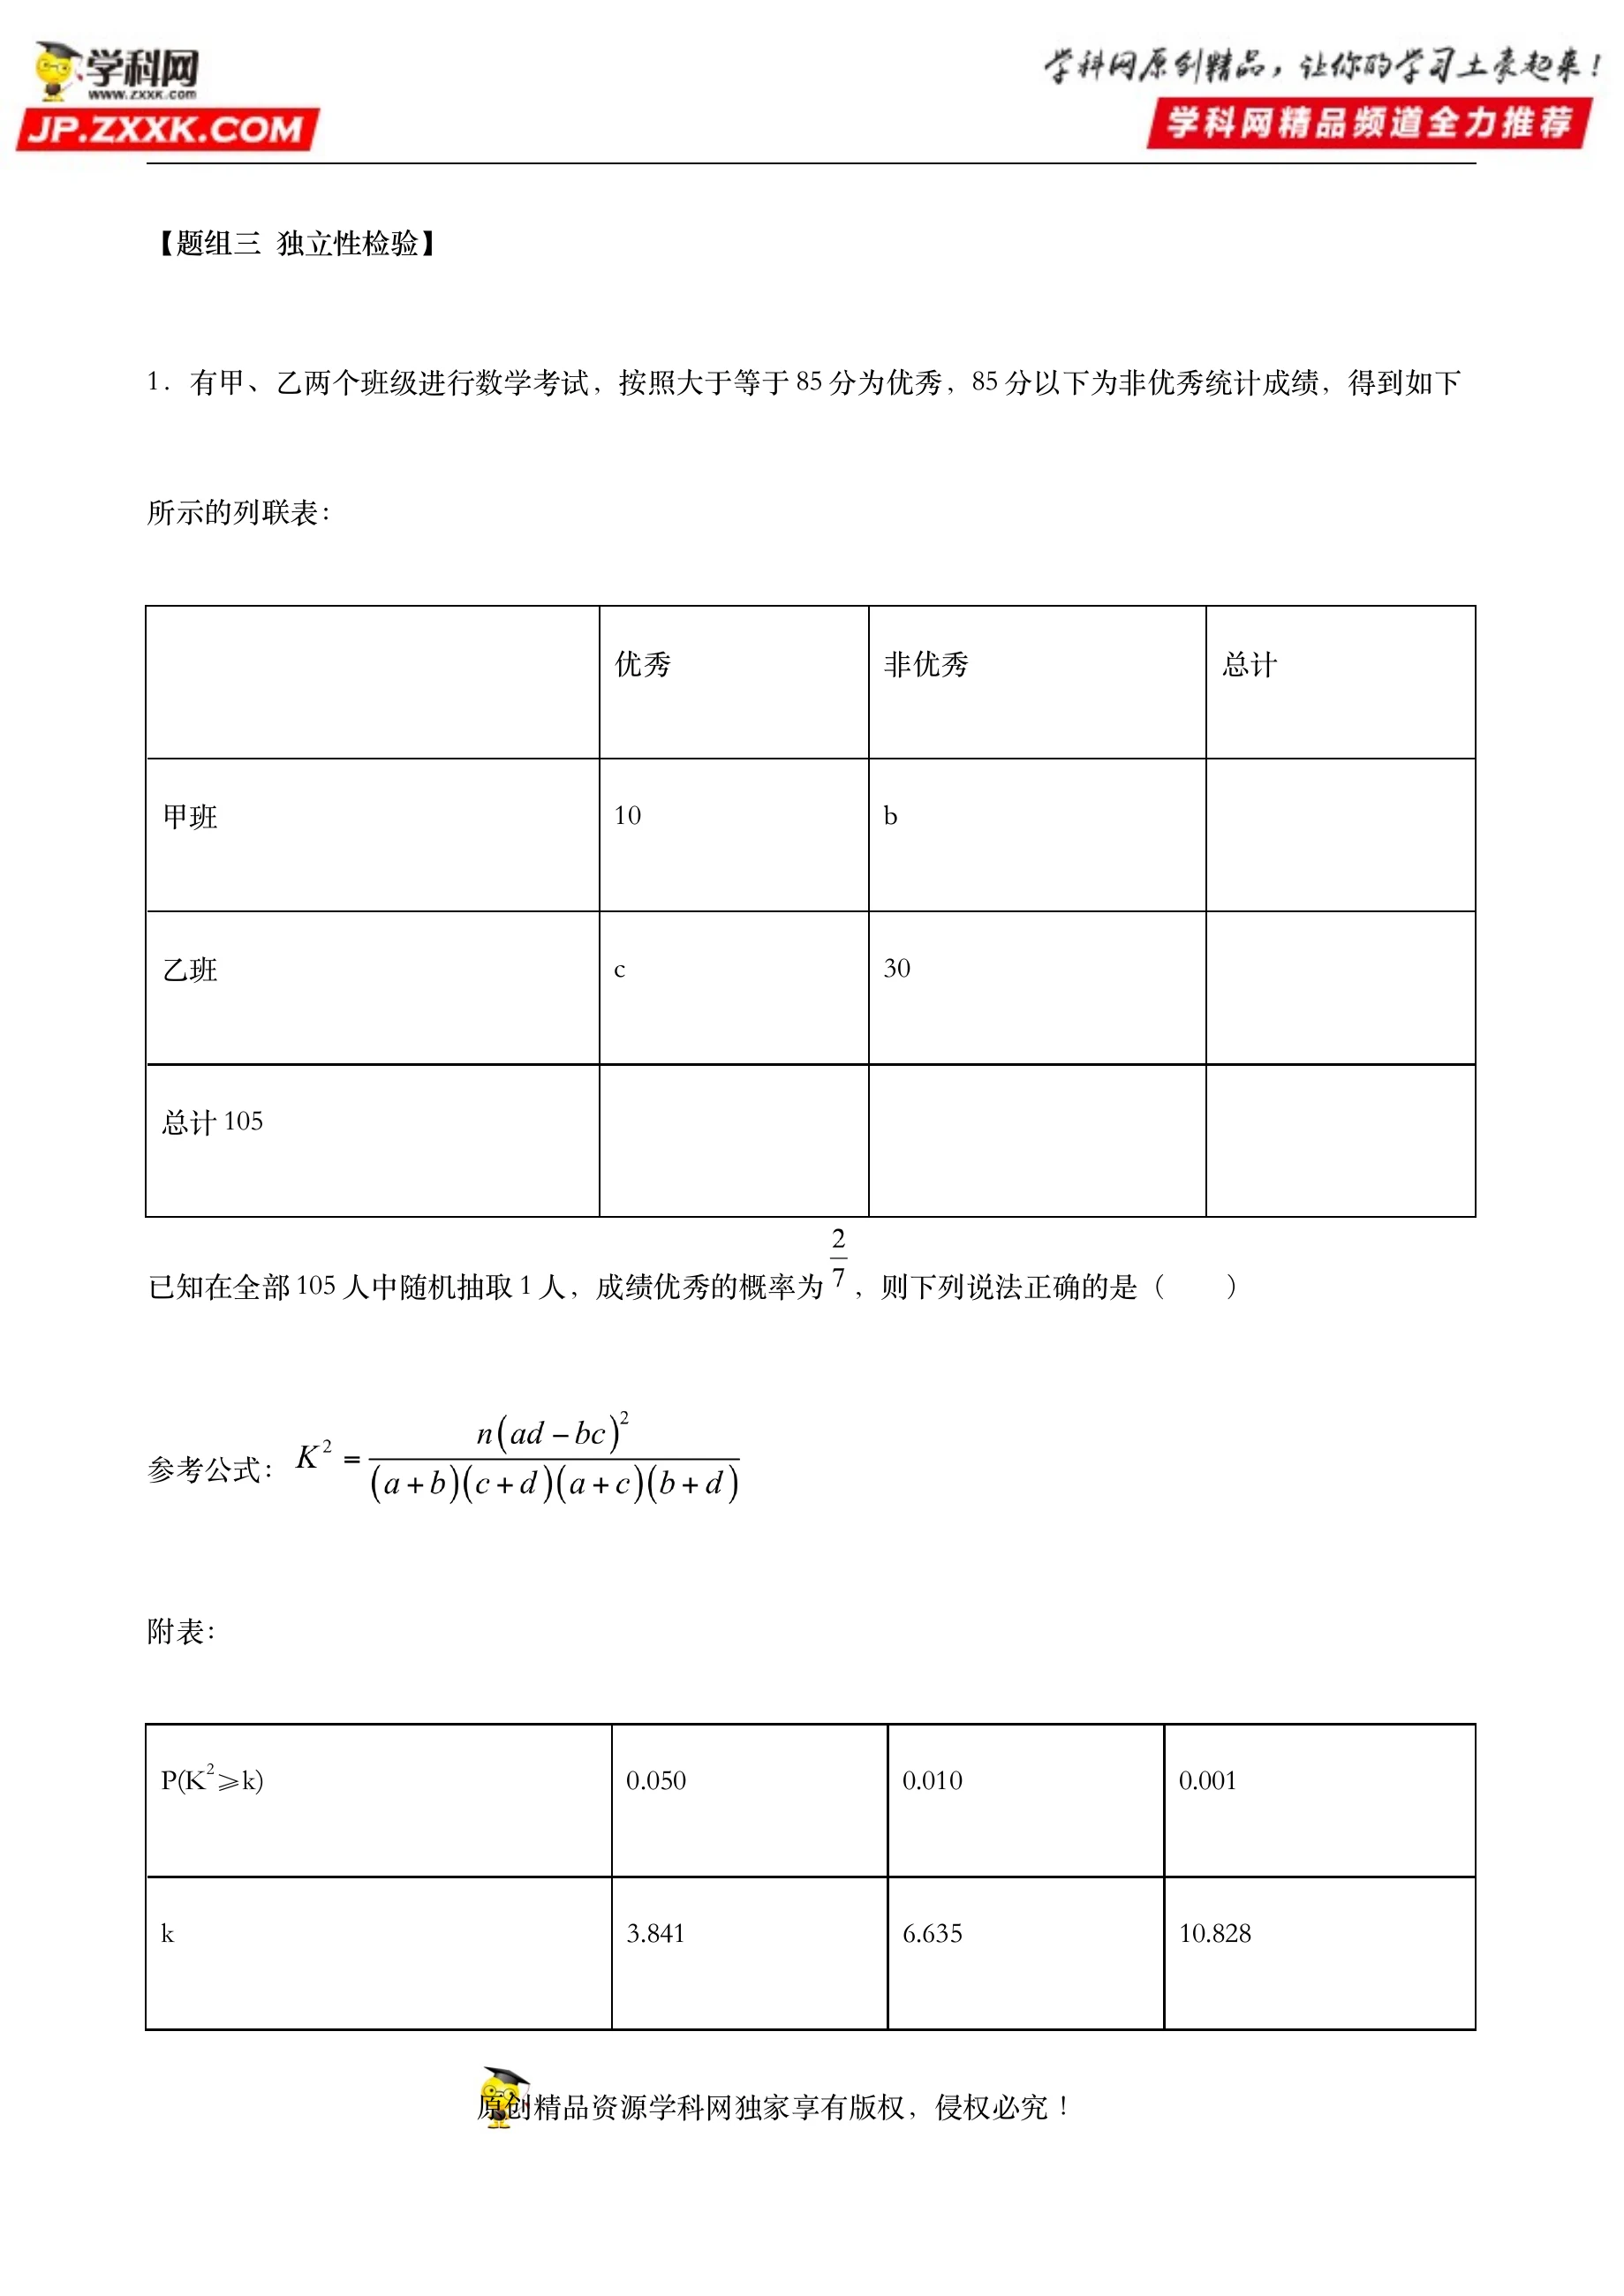 学科网
www.zxxk.com
JP.ZXXK.COM
学科网原创精品，让你的学习土豪起来！
学科网精品频道全力推荐
【题组三 独立性检验】
1．有甲、乙两个班级进行数学考试，按照大于等于 85 分为优秀，85 分以下为非优秀统计成绩，得到如下
所示的列联表：
优秀 非优秀 总计
甲班 10 b
乙班 c 30
总计 105
已知在全部 105 人中随机抽取 1 人，成绩优秀的概率为 2/7，则下列说法正确的是（  ）
参考公式：K² = n(ad − bc)² / (a + b)(c + d)(a + c)(b + d)
附表：
P(K²⩾k) 0.050 0.010 0.001
k 3.841 6.635 10.828
原创精品资源学科网独家享有版权，侵权必究！